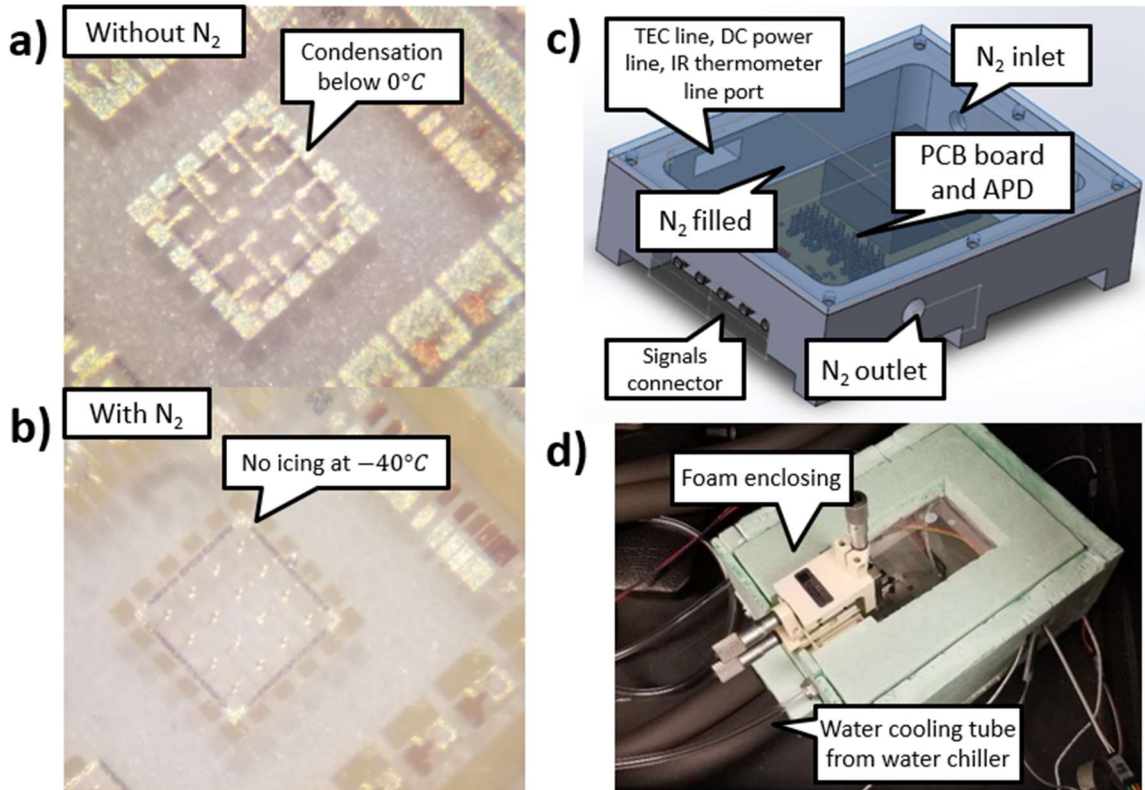 a)
Without N₂
Condensation
below 0°C
b)
With N₂
No icing at −40°C
c)
TEC line, DC power
line, IR thermometer
line port
N₂ inlet
PCB board
and APD
N₂ filled
Signals
connector
N₂ outlet
d)
Foam enclosing
Water cooling tube
from water chiller